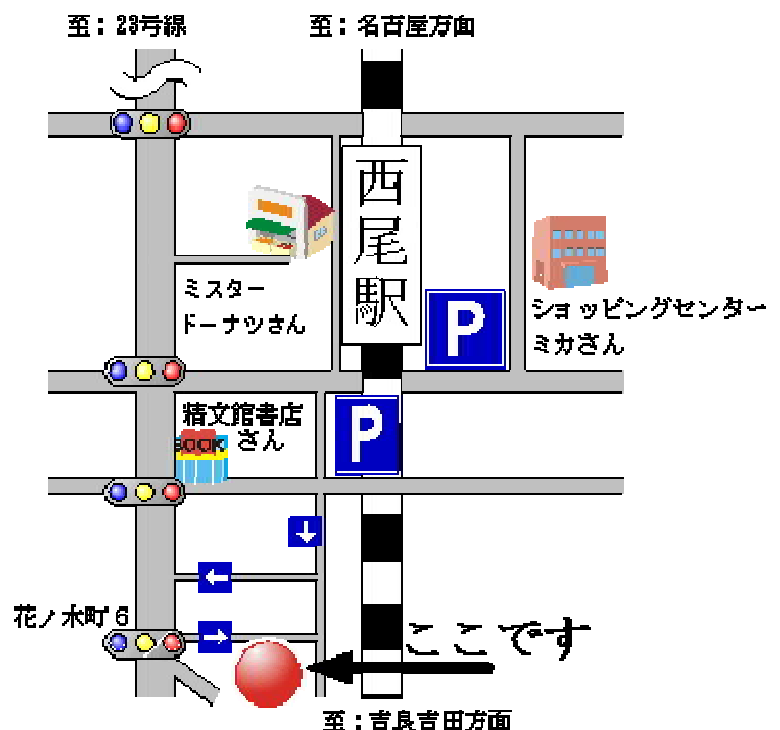 至：23号線
至：名古屋方面
西尾駅
ミスター
ドーナツさん
P
ショッピングセンター
ミカさん
精文館書店
さん
BOOK
P
花ノ木町6
ここです
至：吉良吉田方面